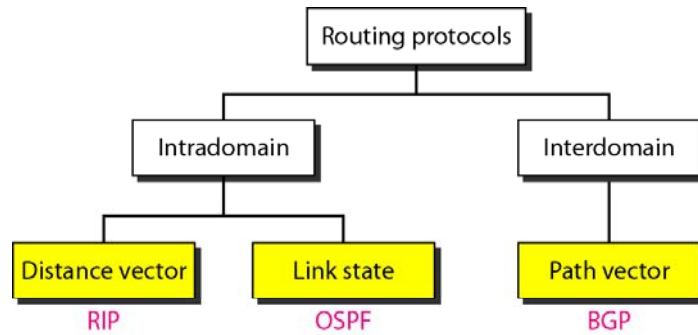 Routing protocols
Intradomain
Interdomain
Distance vector
Link state
Path vector
RIP
OSPF
BGP